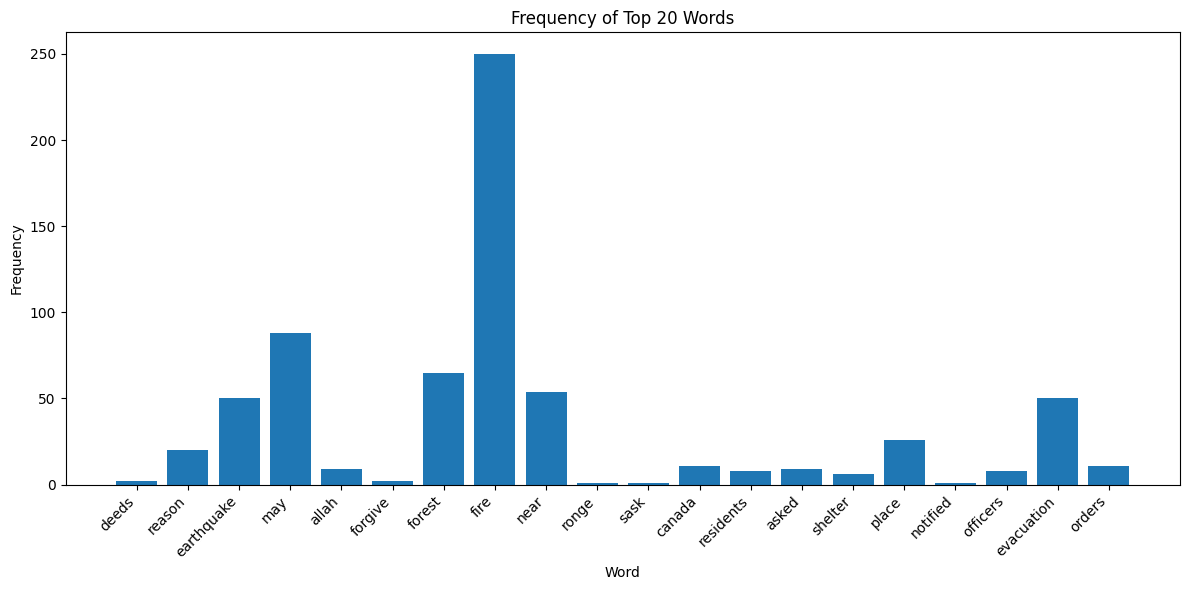 Frequency of Top 20 Words
250
200
150
100
50
0
Frequency
deeds
reason
earthquake
may
allah
forgive
forest
fire
near
ronge
sask
canada
residents
asked
shelter
place
notified
officers
evacuation
orders
Word